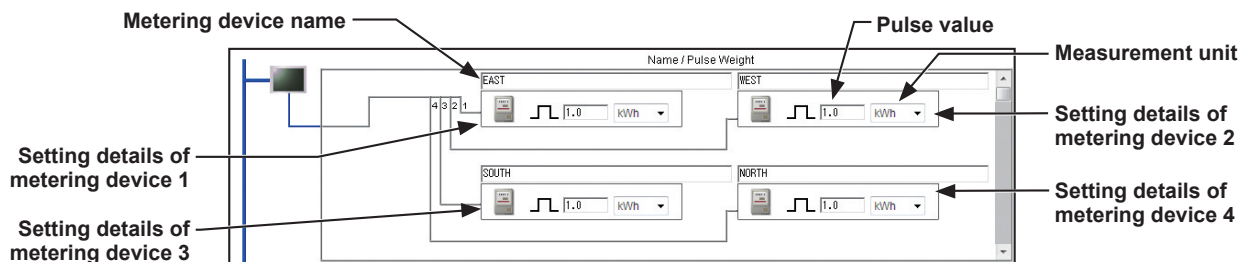 Metering device name
Pulse value
Name / Pulse Weight
Measurement unit
EAST
WEST
4 3 2 1
1.0 kWh
1.0 kWh
Setting details of
metering device 2
Setting details of
metering device 1
SOUTH
NORTH
1.0 kWh
1.0 kWh
Setting details of
metering device 4
Setting details of
metering device 3